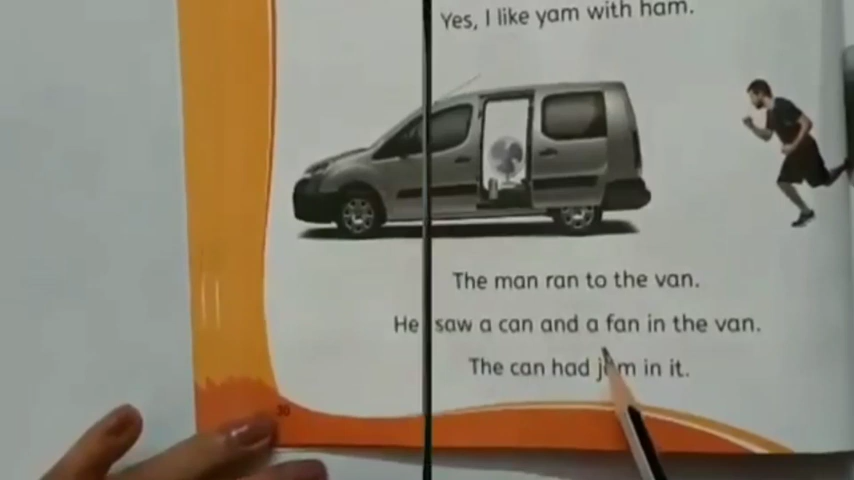 Yes, I like yam with ham.
The man ran to the van.
He saw a can and a fan in the van.
The can had jam in it.
30